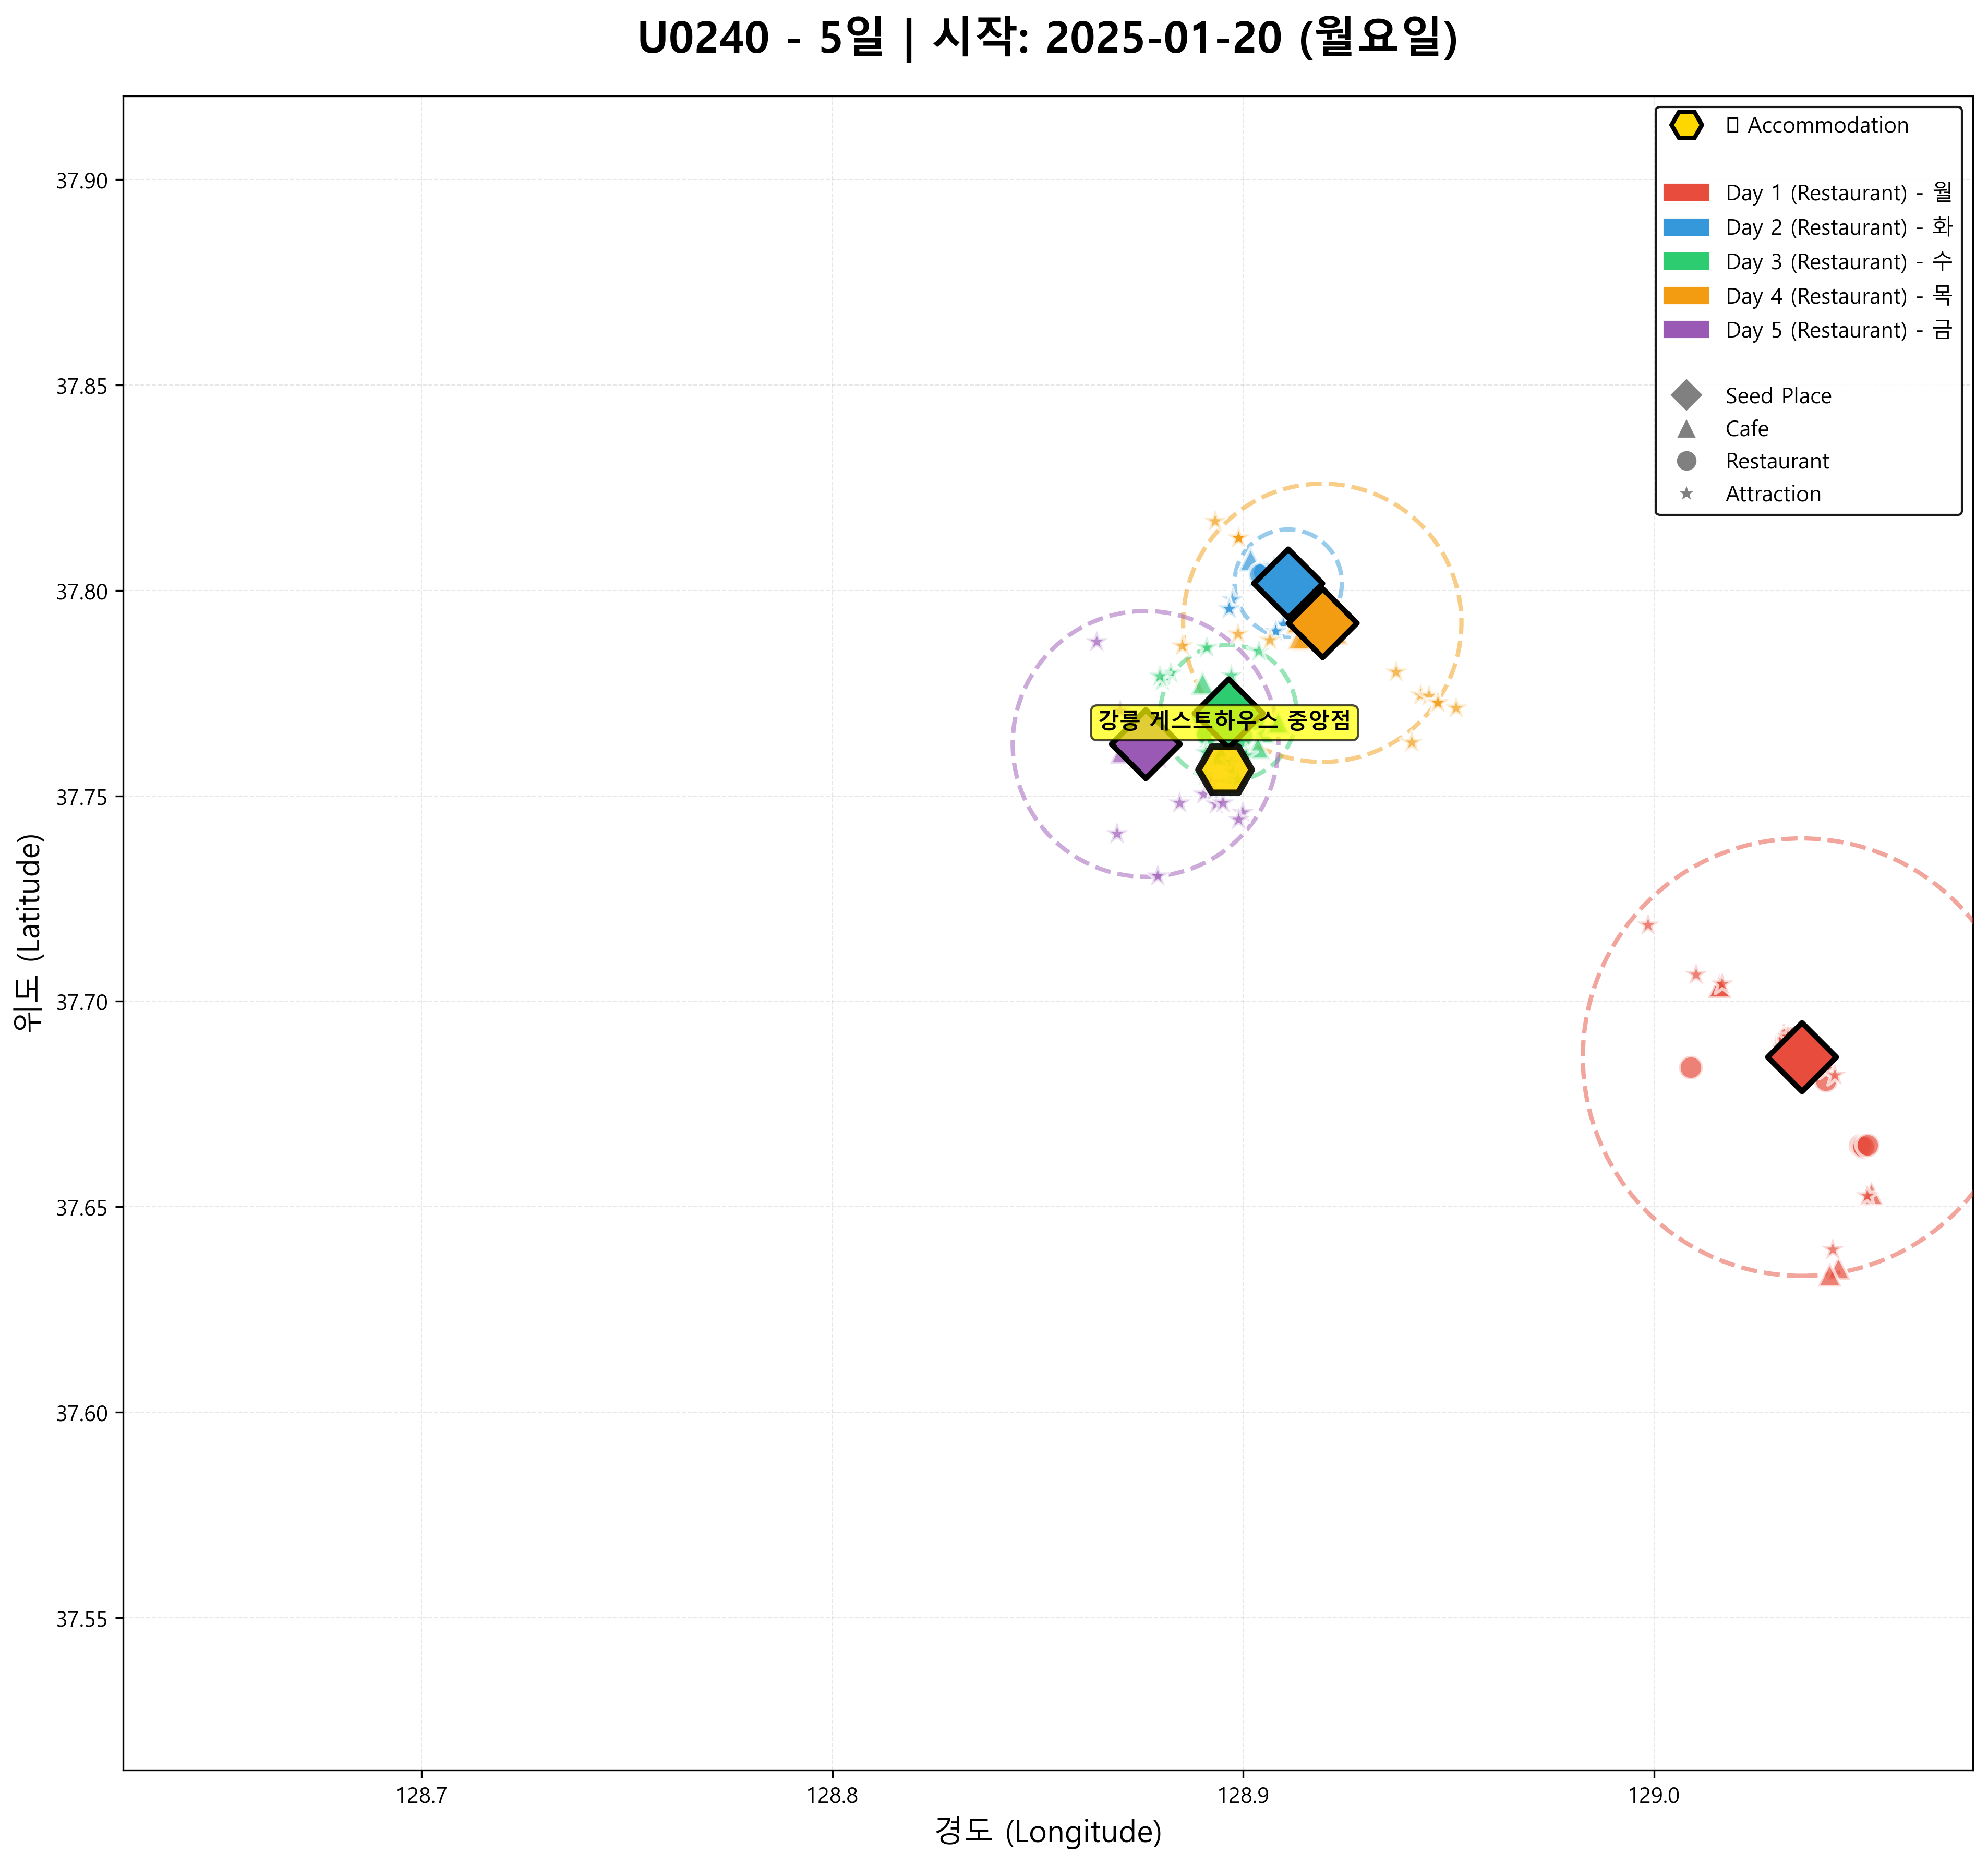 U0240 - 5일 | 시작: 2025-01-20 (월요일)
Accommodation
Day 1 (Restaurant) - 월
Day 2 (Restaurant) - 화
Day 3 (Restaurant) - 수
Day 4 (Restaurant) - 목
Day 5 (Restaurant) - 금
Seed Place
Cafe
Restaurant
Attraction
37.90
37.85
37.80
37.75
37.70
37.65
37.60
37.55
강릉 게스트하우스 중앙점
위도 (Latitude)
128.7
128.8
128.9
129.0
경도 (Longitude)